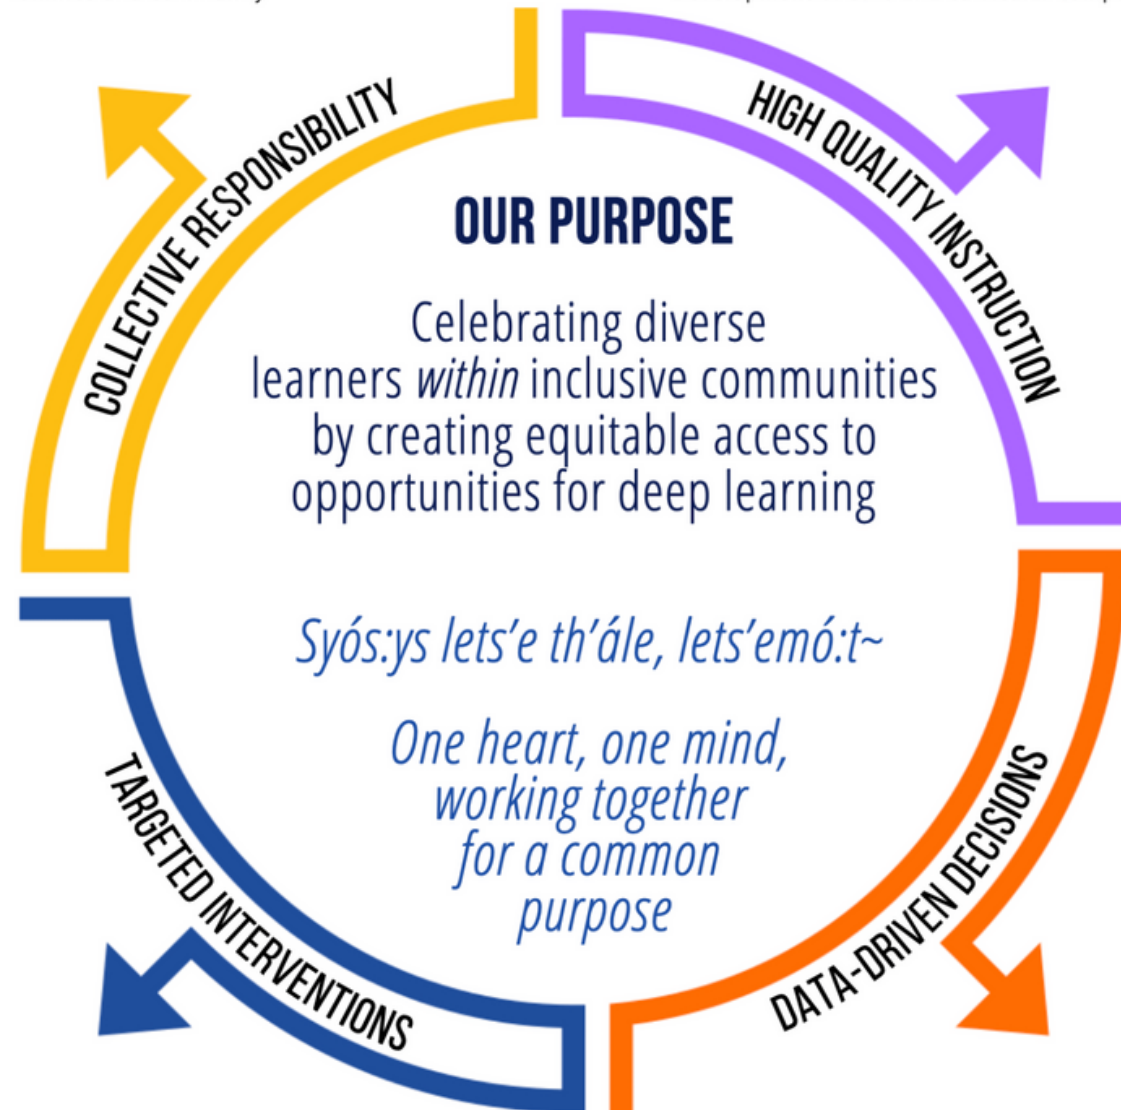 COLLECTIVE RESPONSIBILITY
HIGH QUALITY INSTRUCTION
OUR PURPOSE
Celebrating diverse
learners within inclusive communities
by creating equitable access to
opportunities for deep learning
Syós:ys lets’e th’ále, lets’emó:t~
One heart, one mind,
working together
for a common
purpose
TARGETED INTERVENTIONS
DATA-DRIVEN DECISIONS